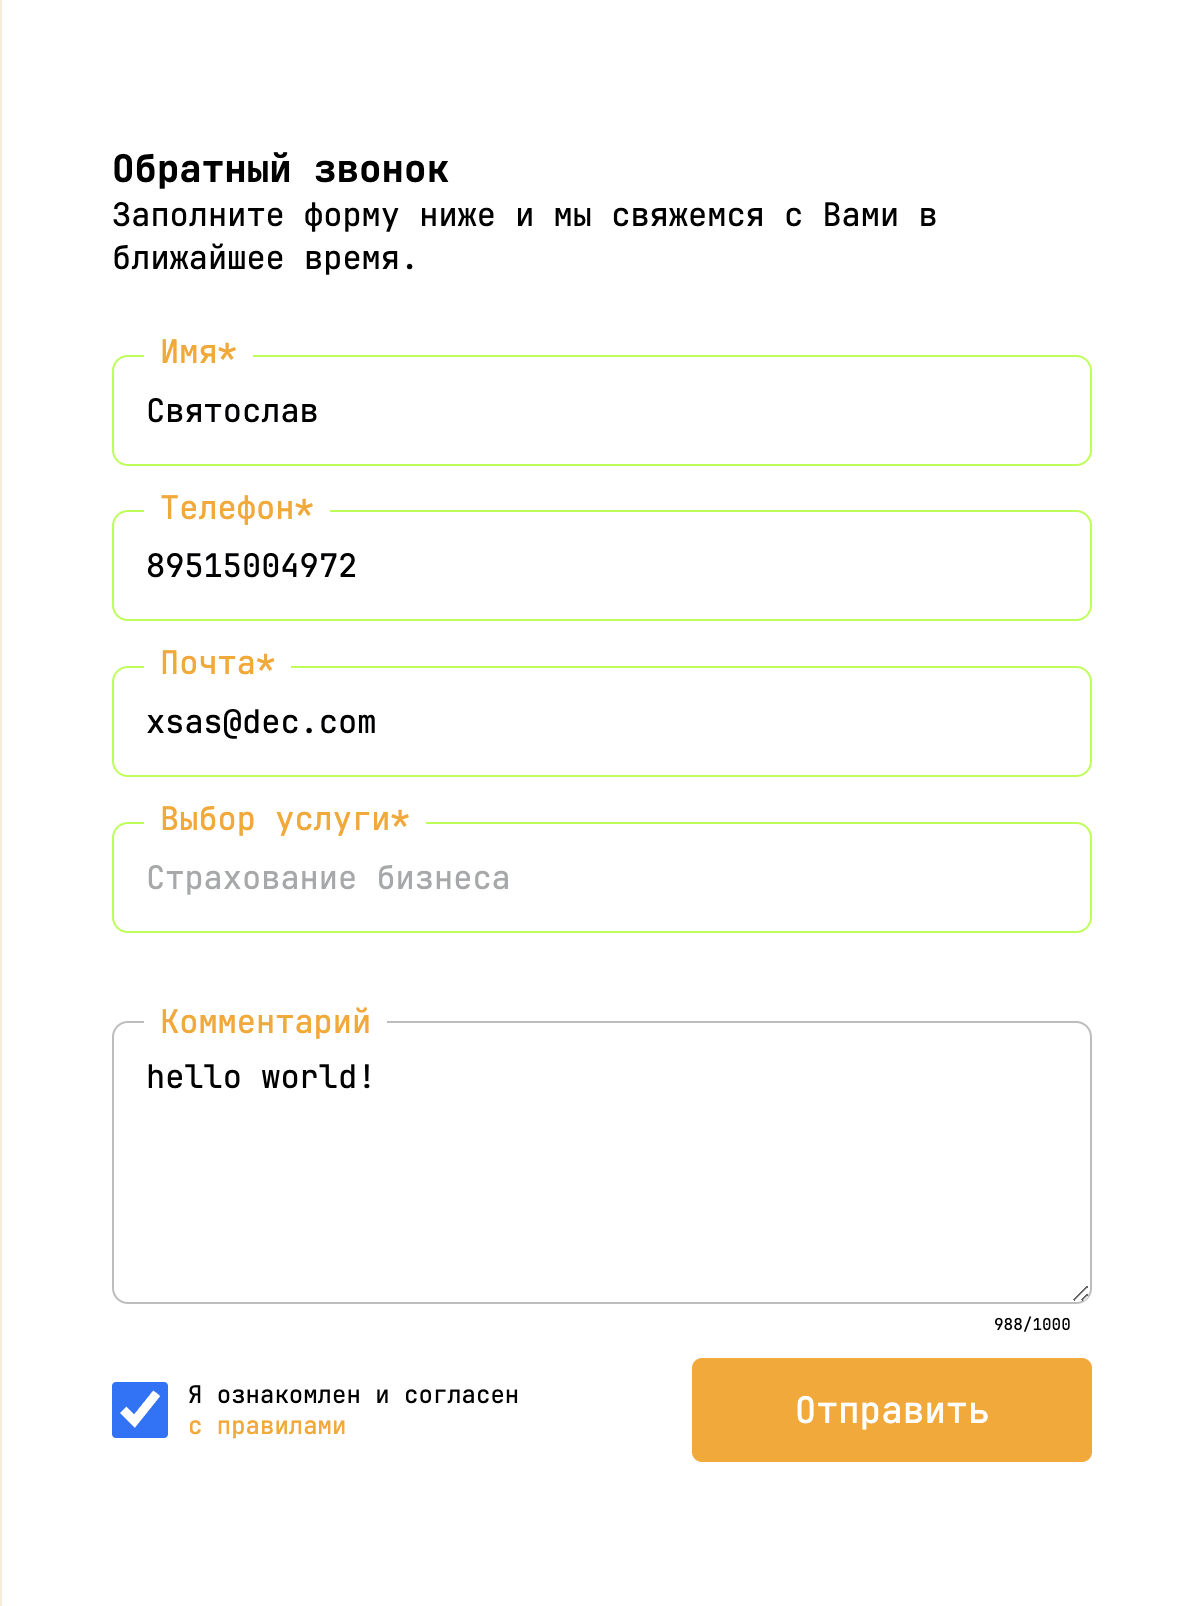 Обратный звонок
Заполните форму ниже и мы свяжемся с Вами в
ближайшее время.
Имя*
Святослав
Телефон*
89515004972
Почта*
xsas@dec.com
Выбор услуги*
Страхование бизнеса
Комментарий
hello world!
988/1000
Я ознакомлен и согласен
с правилами
Отправить